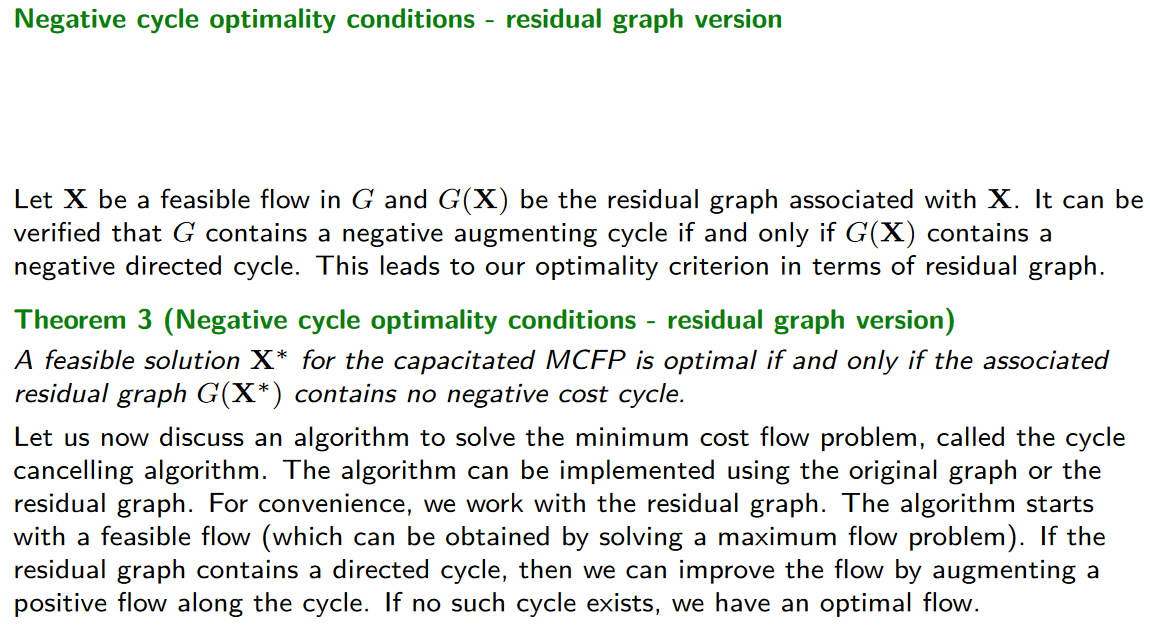 Negative cycle optimality conditions - residual graph version
Let X be a feasible flow in G and G(X) be the residual graph associated with X. It can be
verified that G contains a negative augmenting cycle if and only if G(X) contains a
negative directed cycle. This leads to our optimality criterion in terms of residual graph.
Theorem 3 (Negative cycle optimality conditions - residual graph version)
A feasible solution X* for the capacitated MCFP is optimal if and only if the associated
residual graph G(X*) contains no negative cost cycle.
Let us now discuss an algorithm to solve the minimum cost flow problem, called the cycle
cancelling algorithm. The algorithm can be implemented using the original graph or the
residual graph. For convenience, we work with the residual graph. The algorithm starts
with a feasible flow (which can be obtained by solving a maximum flow problem). If the
residual graph contains a directed cycle, then we can improve the flow by augmenting a
positive flow along the cycle. If no such cycle exists, we have an optimal flow.